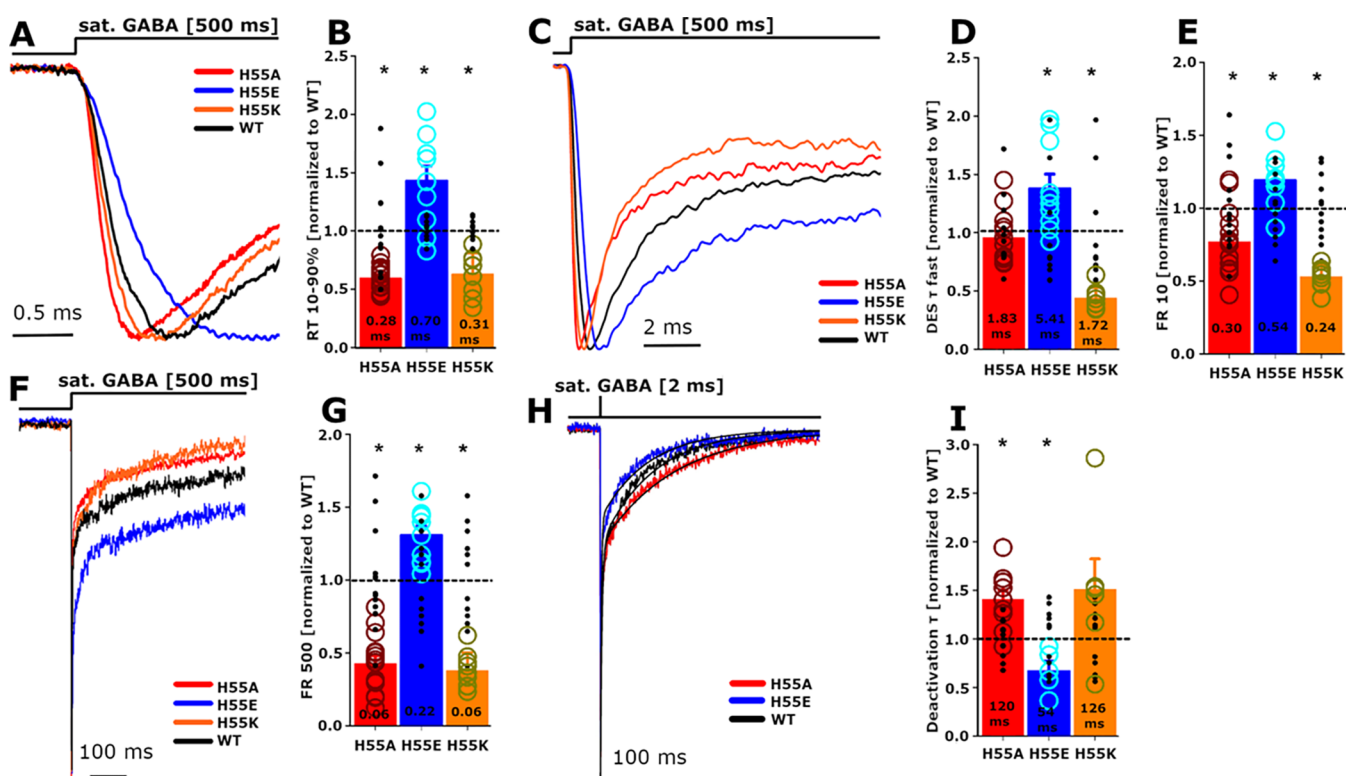 A
sat. GABA [500 ms]
H55A
H55E
H55K
WT
0.5 ms
B
RT 10-90% [normalized to WT]
2.5
2.0
1.5
1.0
0.5
0.0
* * *
0.28 ms
0.70 ms
0.31 ms
H55A H55E H55K
C
sat. GABA [500 ms]
2 ms
H55A
H55E
H55K
WT
D
DES τ fast [normalized to WT]
2.5
2.0
1.5
1.0
0.5
0.0
* *
1.83 ms
5.41 ms
1.72 ms
H55A H55E H55K
E
FR 10 [normalized to WT]
2.0
1.5
1.0
0.5
0.0
* * *
0.30
0.54
0.24
H55A H55E H55K
F
sat. GABA [500 ms]
H55A
H55E
H55K
WT
100 ms
G
FR 500 [normalized to WT]
2.0
1.5
1.0
0.5
0.0
* * *
0.06
0.22
0.06
H55A H55E H55K
H
sat. GABA [2 ms]
H55A
H55E
WT
100 ms
I
Deactivation τ [normalized to WT]
3.0
2.5
2.0
1.5
1.0
0.5
0.0
* *
120 ms
54 ms
126 ms
H55A H55E H55K